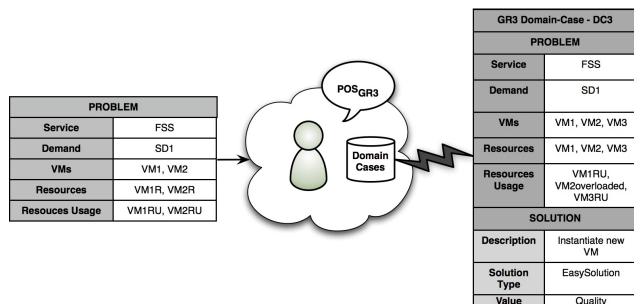 PROBLEM
Service FSS
Demand SD1
VMs VM1, VM2
Resources VM1R, VM2R
Resouces Usage VM1RU, VM2RU
POSGR3
Domain
Cases
GR3 Domain-Case - DC3
PROBLEM
Service FSS
Demand SD1
VMs VM1, VM2, VM3
Resources VM1, VM2, VM3
Resources
Usage
VM1RU,
VM2overloaded,
VM3RU
SOLUTION
Description
Instantiate new
VM
Solution
Type
EasySolution
Value Quality